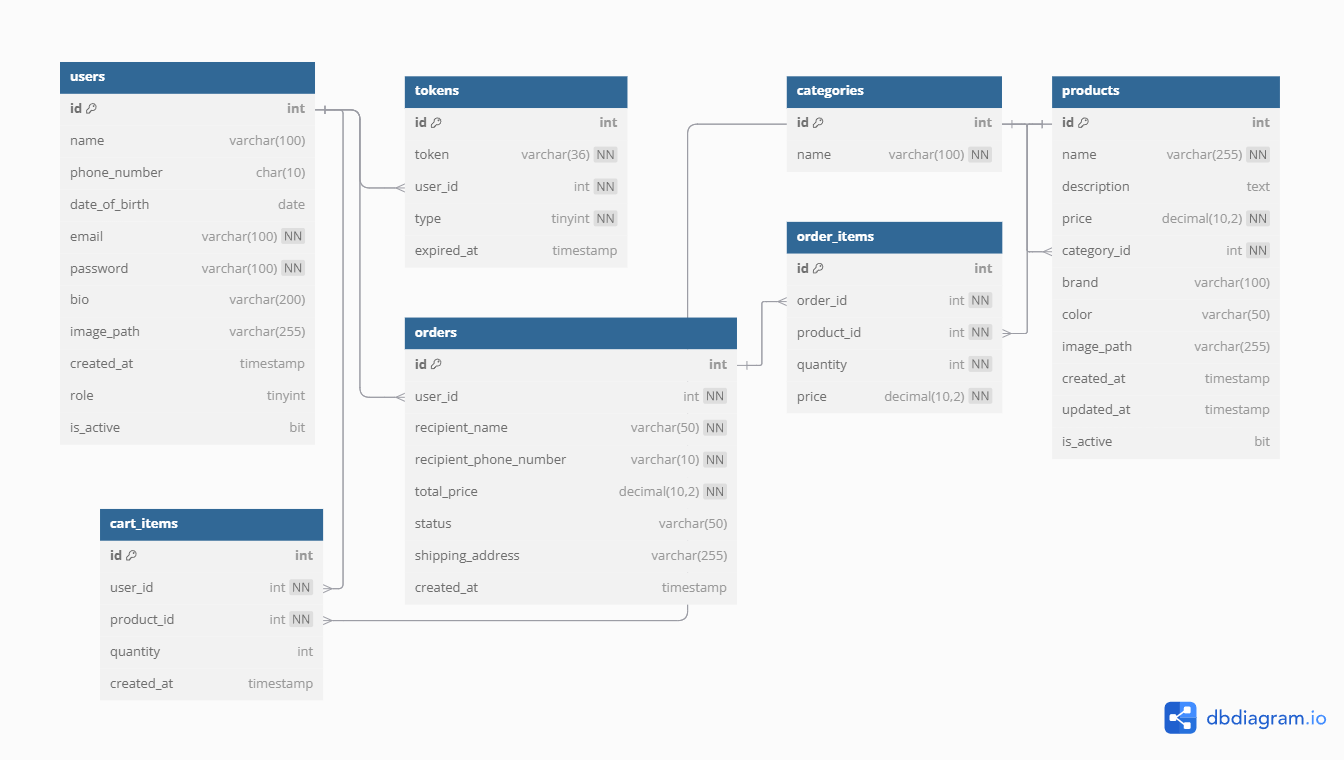 users
id int
name varchar(100)
phone_number char(10)
date_of_birth date
email varchar(100) NN
password varchar(100) NN
bio varchar(200)
image_path varchar(255)
created_at timestamp
role tinyint
is_active bit
tokens
id int
token varchar(36) NN
user_id int NN
type tinyint NN
expired_at timestamp
categories
id int
name varchar(100) NN
products
id int
name varchar(255) NN
description text
price decimal(10,2) NN
category_id int NN
brand varchar(100)
color varchar(50)
image_path varchar(255)
created_at timestamp
updated_at timestamp
is_active bit
order_items
id int
order_id int NN
product_id int NN
quantity int NN
price decimal(10,2) NN
orders
id int
user_id int NN
recipient_name varchar(50) NN
recipient_phone_number varchar(10) NN
total_price decimal(10,2) NN
status varchar(50)
shipping_address varchar(255)
created_at timestamp
cart_items
id int
user_id int NN
product_id int NN
quantity int
created_at timestamp
dbdiagram.io